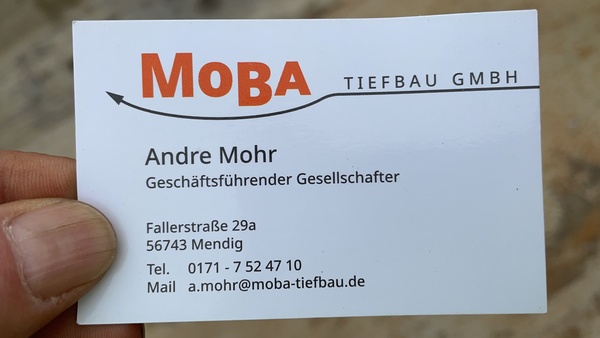 MOBA TIEFBAU GMBH
Andre Mohr
Geschäftsführender Gesellschafter
Fallerstraße 29a
56743 Mendig
Tel. 0171 - 7 52 47 10
Mail a.mohr@moba-tiefbau.de